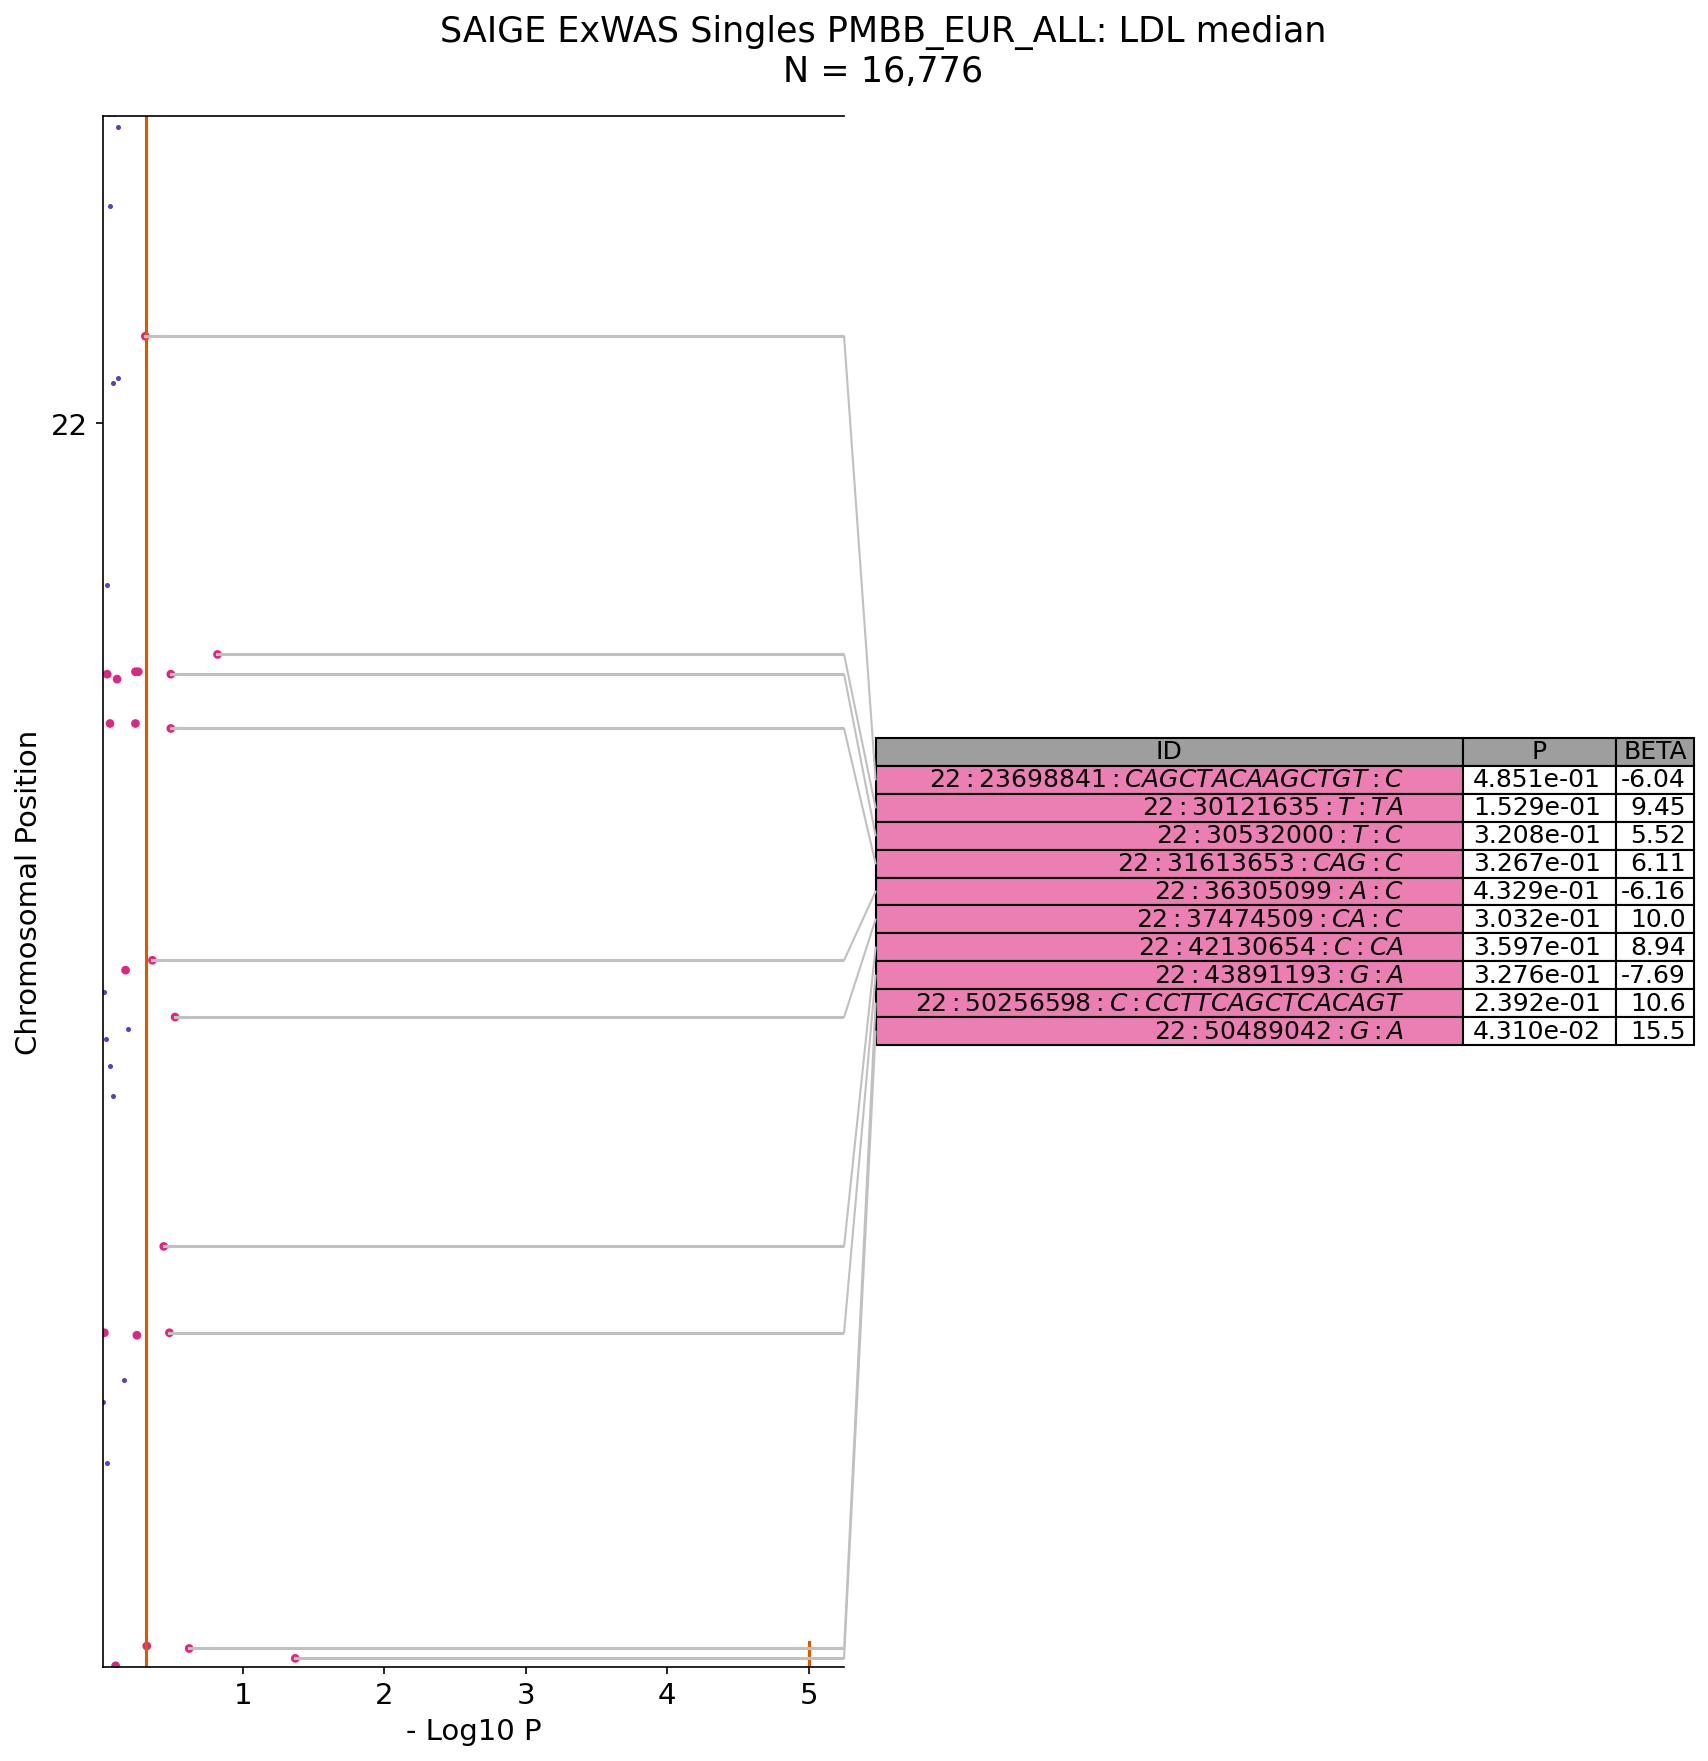 SAIGE ExWAS Singles PMBB_EUR_ALL: LDL median
N = 16,776
22
Chromosomal Position
1 2 3 4 5
- Log10 P
ID P BETA
22:23698841:CAGCTACAAGCTGT:C 4.851e-01 -6.04
22:30121635:T:TA 1.529e-01 9.45
22:30532000:T:C 3.208e-01 5.52
22:31613653:CAG:C 3.267e-01 6.11
22:36305099:A:C 4.329e-01 -6.16
22:37474509:CA:C 3.032e-01 10.0
22:42130654:C:CA 3.597e-01 8.94
22:43891193:G:A 3.276e-01 -7.69
22:50256598:C:CCTTCAGCTCACAGT 2.392e-01 10.6
22:50489042:G:A 4.310e-02 15.5